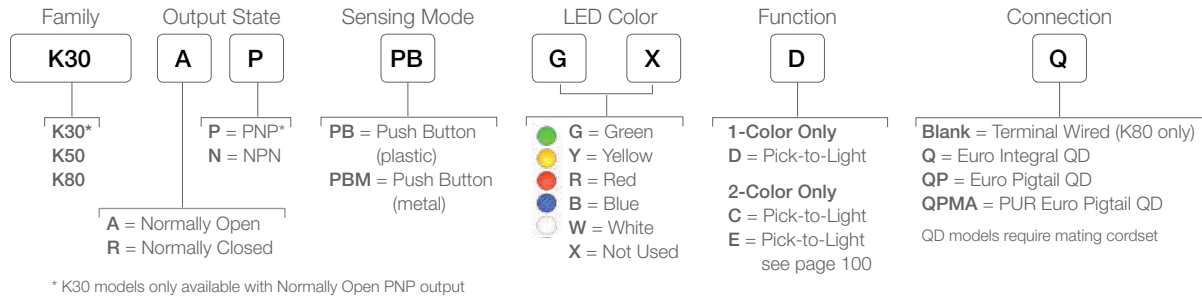 Family Output State Sensing Mode LED Color Function Connection
K30 A P PB G X D Q
K30*
K50
K80
P = PNP*
N = NPN
A = Normally Open
R = Normally Closed
PB = Push Button
(plastic)
PBM = Push Button
(metal)
G = Green
Y = Yellow
R = Red
B = Blue
W = White
X = Not Used
1-Color Only
D = Pick-to-Light
2-Color Only
C = Pick-to-Light
E = Pick-to-Light
see page 100
Blank = Terminal Wired (K80 only)
Q = Euro Integral QD
QP = Euro Pigtail QD
QPMA = PUR Euro Pigtail QD
QD models require mating cordset
* K30 models only available with Normally Open PNP output